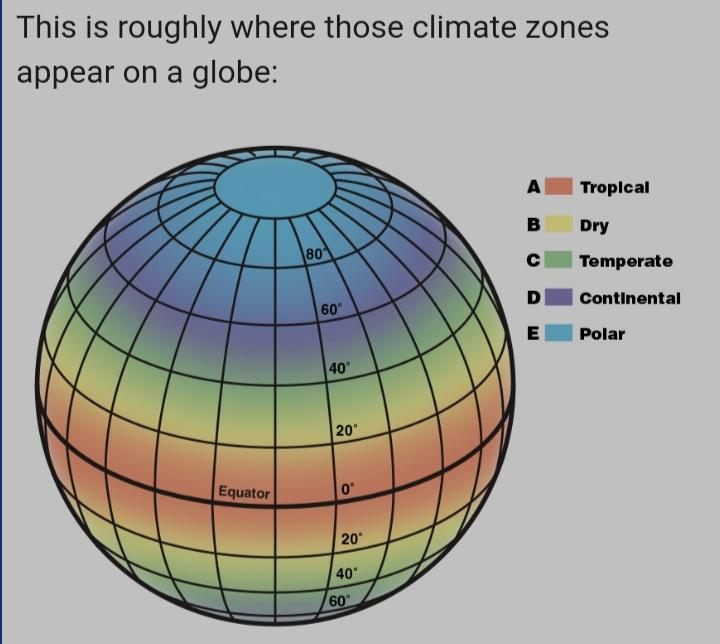 This is roughly where those climate zones
appear on a globe:
A Tropical
B Dry
C Temperate
D Continental
E Polar
80°
60°
40°
20°
Equator 0°
20°
40°
60°